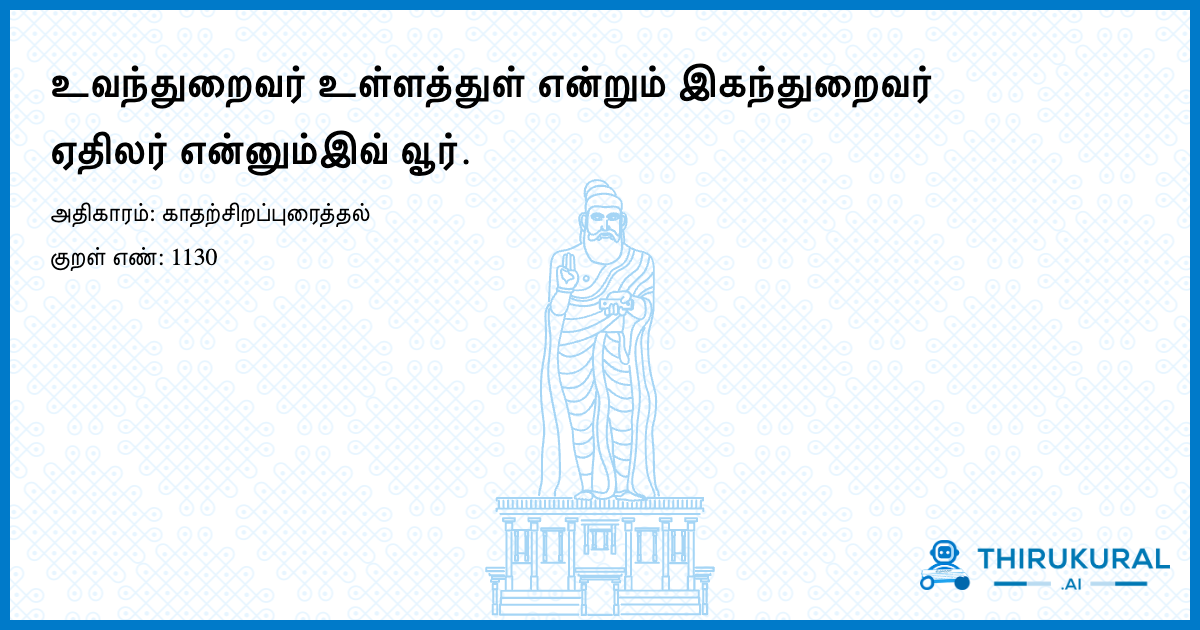 உவந்துறைவர் உள்ளத்துள் என்றும் இகந்துறைவர்
ஏதிலர் என்னும்இவ் வூர்.
அதிகாரம்: காதற்சிறப்புரைத்தல்
குறள் எண்: 1130
THIRUKURAL
.AI